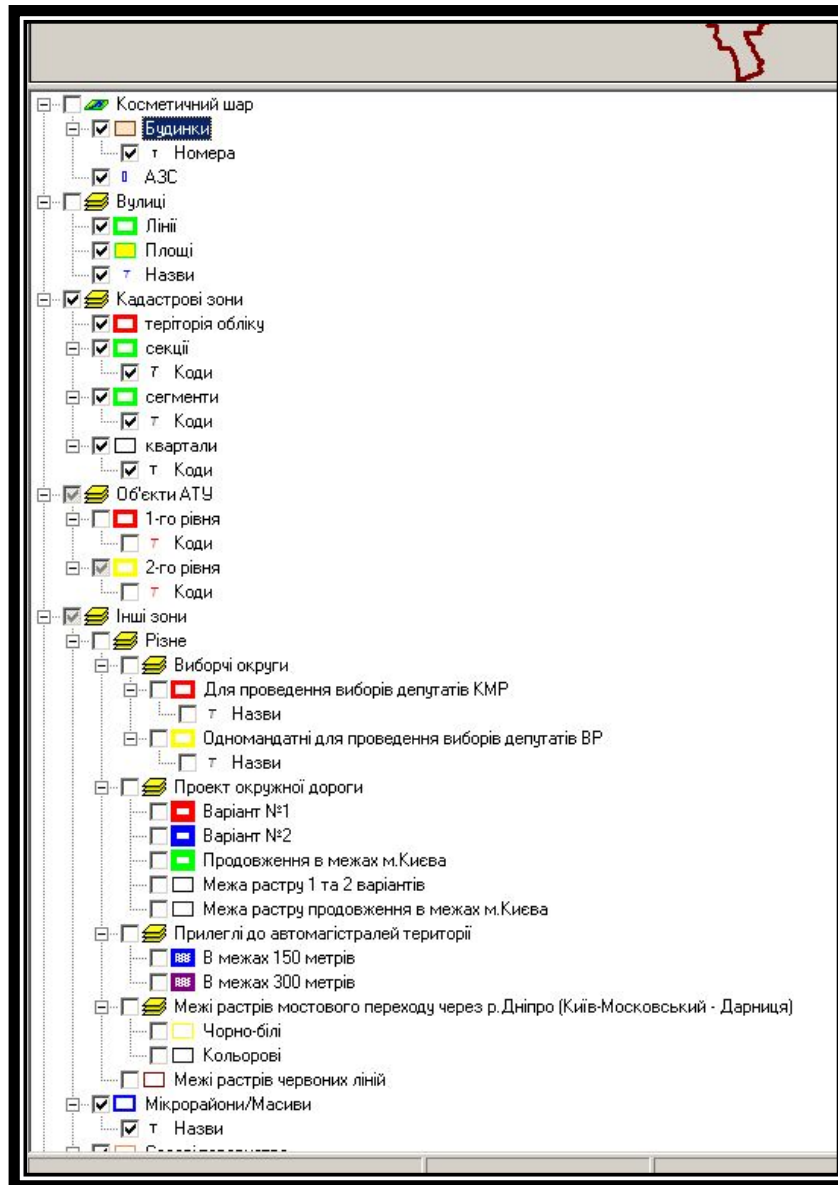 Косметичний шар
Будинки
Номера
АЗС
Вулиці
Лінії
Площі
Назви
Кадастрові зони
теріторія обліку
секції
Коди
сегменти
Коди
квартали
Коди
Об'єкти АТУ
1-го рівня
Коди
2-го рівня
Коди
Інші зони
Різне
Виборчі округи
Для проведення виборів депутатів КМР
Назви
Одномандатні для проведення виборів депутатів ВР
Назви
Проект окружної дороги
Варіант №1
Варіант №2
Продовження в межах м.Києва
Межа растру 1 та 2 варіантів
Межа растру продовження в межах м.Києва
Прилеглі до автомагістралей території
В межах 150 метрів
В межах 300 метрів
Межі растрів мостового переходу через р.Дніпро (Київ-Московський - Дарниця)
Чорно-білі
Кольорові
Межі растрів червоних ліній
Мікрорайони/Масиви
Назви